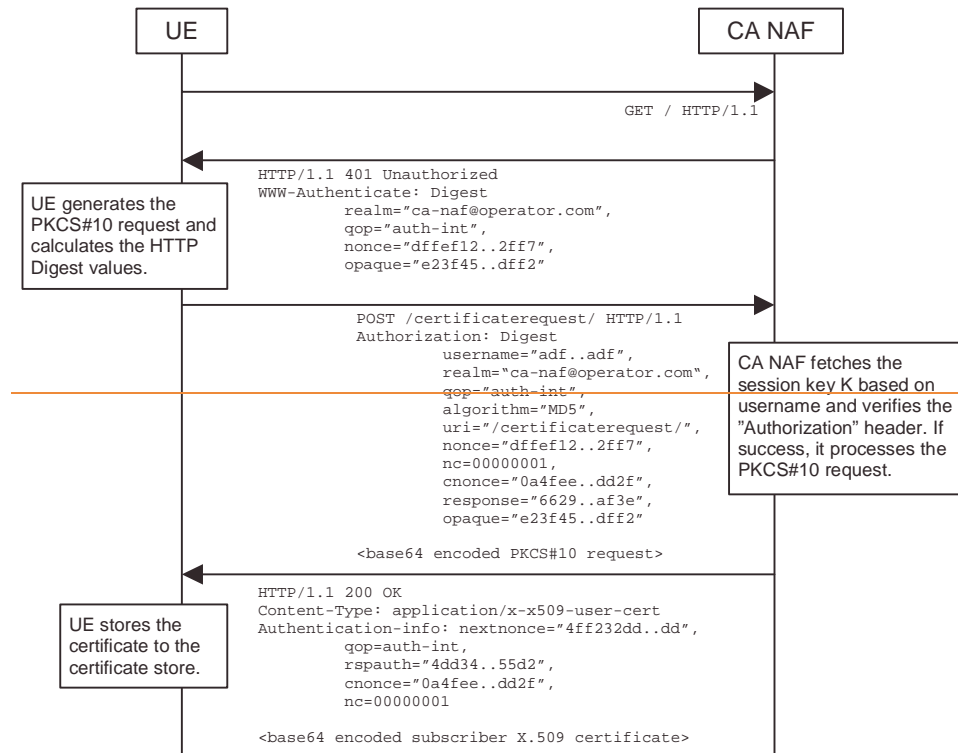 UE
CA NAF
GET / HTTP/1.1
HTTP/1.1 401 Unauthorized
WWW-Authenticate: Digest
realm="ca-naf@operator.com",
qop="auth-int",
nonce="dffef12..2ff7",
opaque="e23f45..dff2"
UE generates the
PKCS#10 request and
calculates the HTTP
Digest values.
POST /certificaterequest/ HTTP/1.1
Authorization: Digest
username="adf..adf",
realm="ca-naf@operator.com",
qop="auth-int",
algorithm="MD5",
uri="/certificaterequest/",
nonce="dffef12..2ff7",
nc=00000001,
cnonce="0a4fee..dd2f",
response="6629..af3e",
opaque="e23f45..dff2"
<base64 encoded PKCS#10 request>
CA NAF fetches the
session key K based on
username and verifies the
”Authorization” header. If
success, it processes the
PKCS#10 request.
HTTP/1.1 200 OK
Content-Type: application/x-x509-user-cert
Authentication-info: nextnonce="4ff232dd..dd",
qop=auth-int,
rspauth="4dd34..55d2",
cnonce="0a4fee..dd2f",
nc=00000001
<base64 encoded subscriber X.509 certificate>
UE stores the
certificate to the
certificate store.